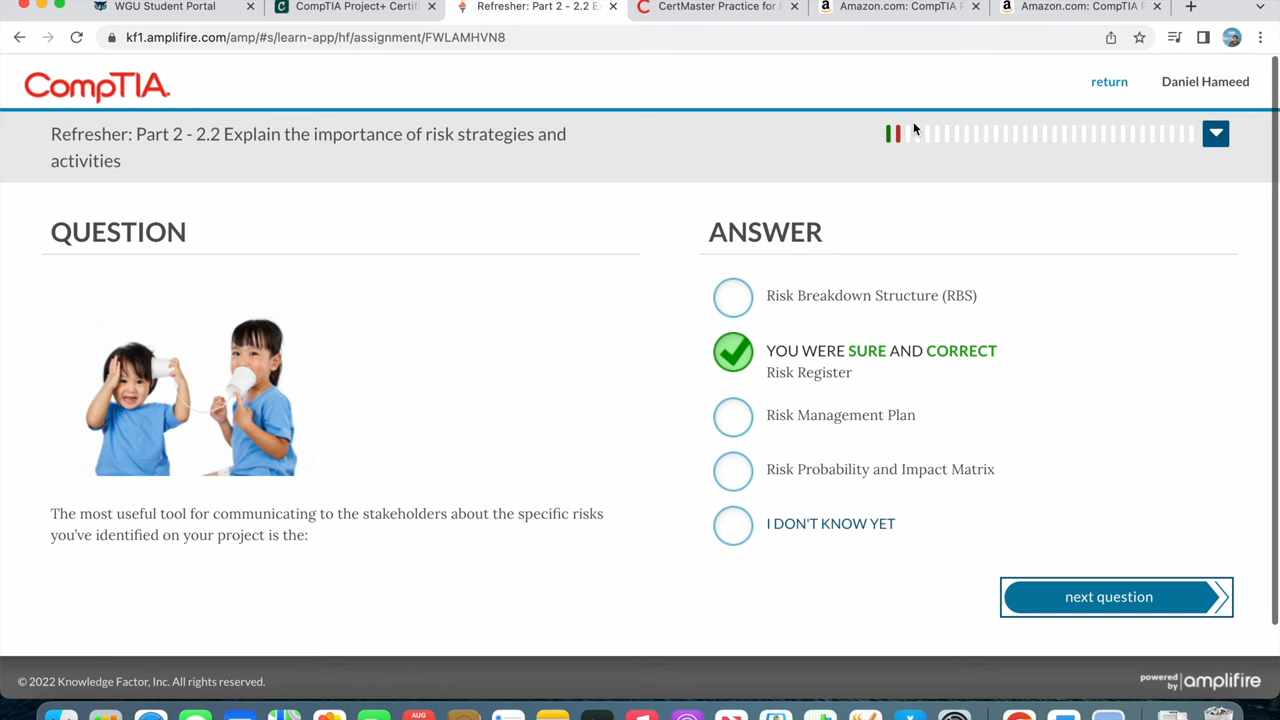 WGU Student Portal
CompTIA Project+ Certifi
Refresher: Part 2 - 2.2 E
CertMaster Practice for
Amazon.com: CompTIA
Amazon.com: CompTIA
kf1.amplifire.com/amp/#s/learn-app/hf/assignment/FWLAMHVN8
CompTIA.
return
Daniel Hameed
Refresher: Part 2 - 2.2 Explain the importance of risk strategies and
activities
QUESTION
The most useful tool for communicating to the stakeholders about the specific risks
you've identified on your project is the:
ANSWER
Risk Breakdown Structure (RBS)
YOU WERE SURE AND CORRECT
Risk Register
Risk Management Plan
Risk Probability and Impact Matrix
I DON'T KNOW YET
next question
© 2022 Knowledge Factor, Inc. All rights reserved.
powered
by
amplifire
AUG